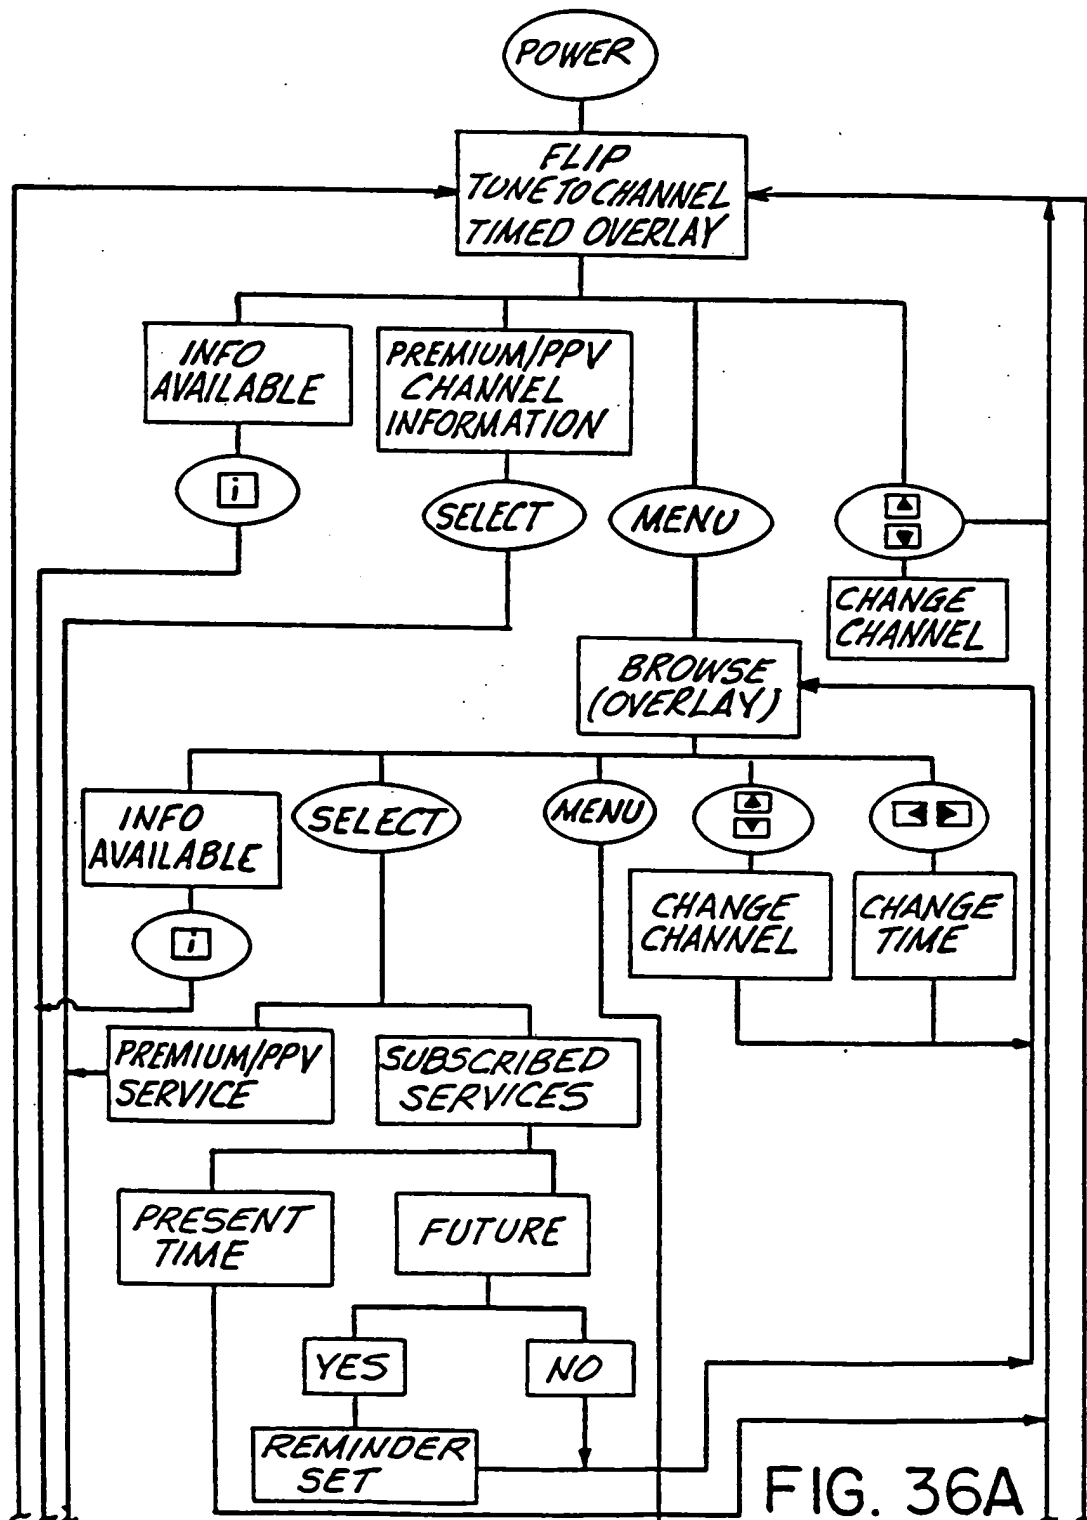 POWER
FLIP
TUNE TO CHANNEL
TIMED OVERLAY
INFO
AVAILABLE
PREMIUM/PPV
CHANNEL
INFORMATION
i
SELECT
MENU
CHANGE
CHANNEL
BROWSE
(OVERLAY)
INFO
AVAILABLE
SELECT
MENU
CHANGE
CHANNEL
CHANGE
TIME
i
PREMIUM/PPV
SERVICE
SUBSCRIBED
SERVICES
PRESENT
TIME
FUTURE
YES
NO
REMINDER
SET
FIG. 36A